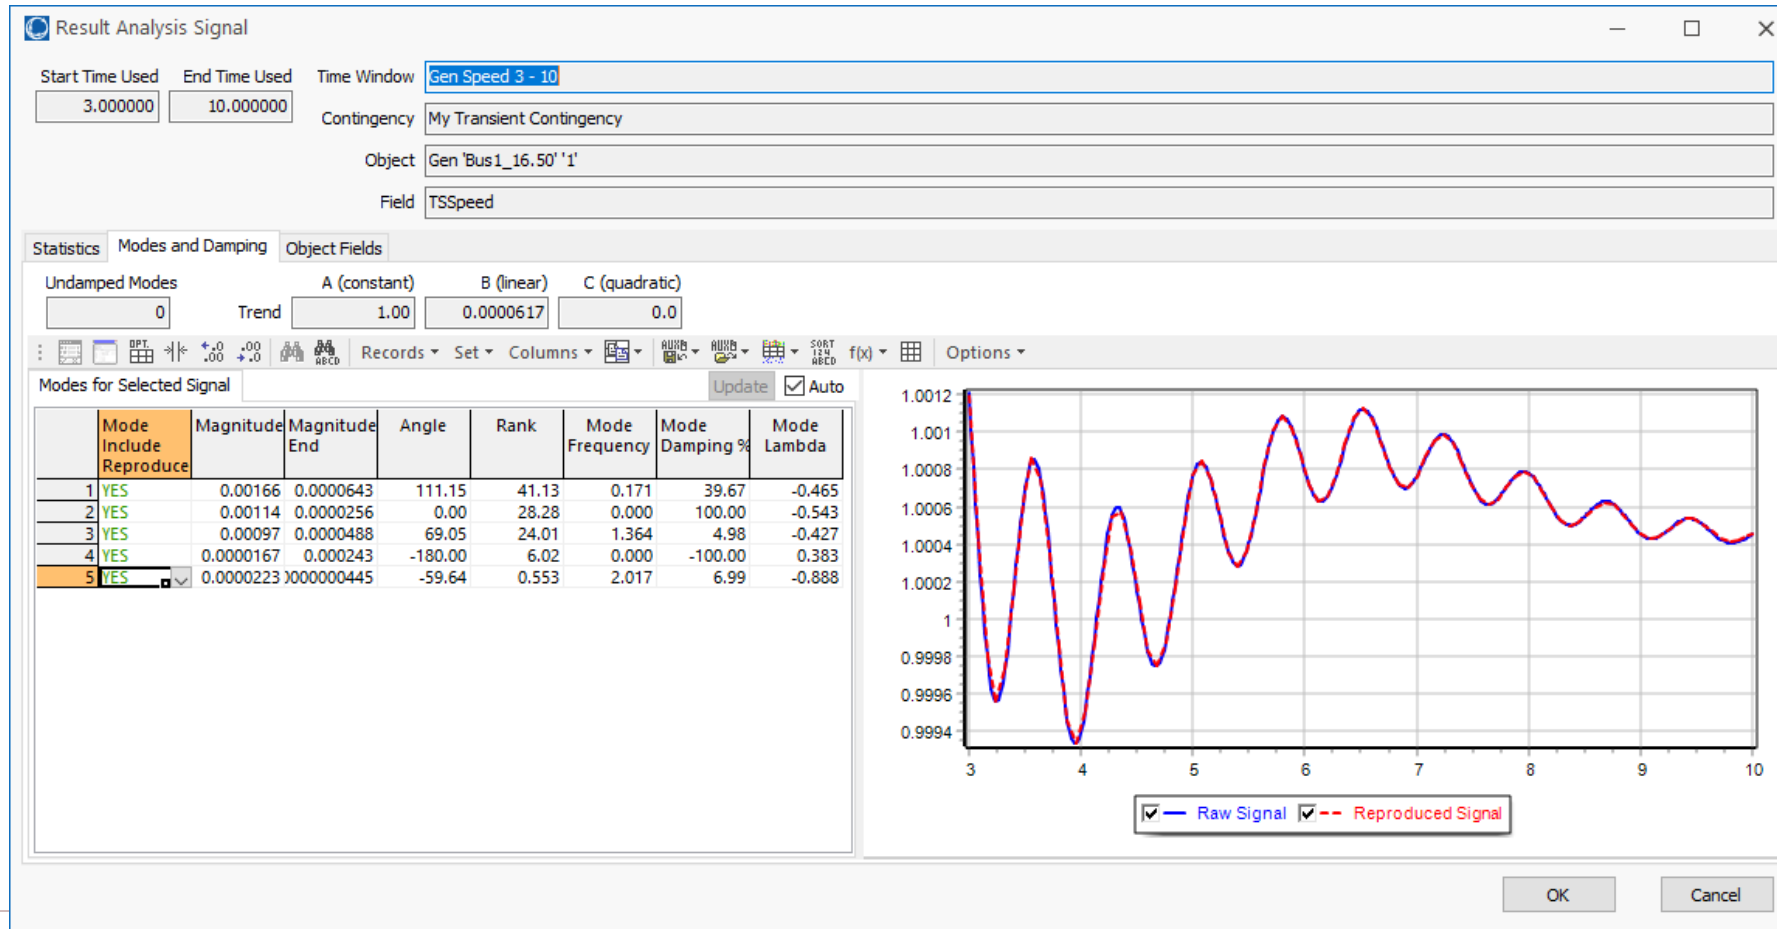 Result Analysis Signal
Start Time Used End Time Used Time Window Gen Speed 3 - 10
3.000000 10.000000
Contingency My Transient Contingency
Object Gen 'Bus1_16.50' '1'
Field TSSpeed
Statistics Modes and Damping Object Fields
Undamped Modes A (constant) B (linear) C (quadratic)
0 Trend 1.00 0.0000617 0.0
Records Set Columns f(x) Options
Modes for Selected Signal Update Auto
Mode Include Reproduce Magnitude Magnitude End Angle Rank Mode Frequency Mode Damping % Mode Lambda
1 YES 0.00166 0.0000643 111.15 41.13 0.171 39.67 -0.465
2 YES 0.00114 0.0000256 0.00 28.28 0.000 100.00 -0.543
3 YES 0.00097 0.0000488 69.05 24.01 1.364 4.98 -0.427
4 YES 0.0000167 0.000243 -180.00 6.02 0.000 -100.00 0.383
5 YES 0.0000223 0000000445 -59.64 0.553 2.017 6.99 -0.888
1.0012
1.001
1.0008
1.0006
1.0004
1.0002
1
0.9998
0.9996
0.9994
3 4 5 6 7 8 9 10
Raw Signal Reproduced Signal
OK Cancel